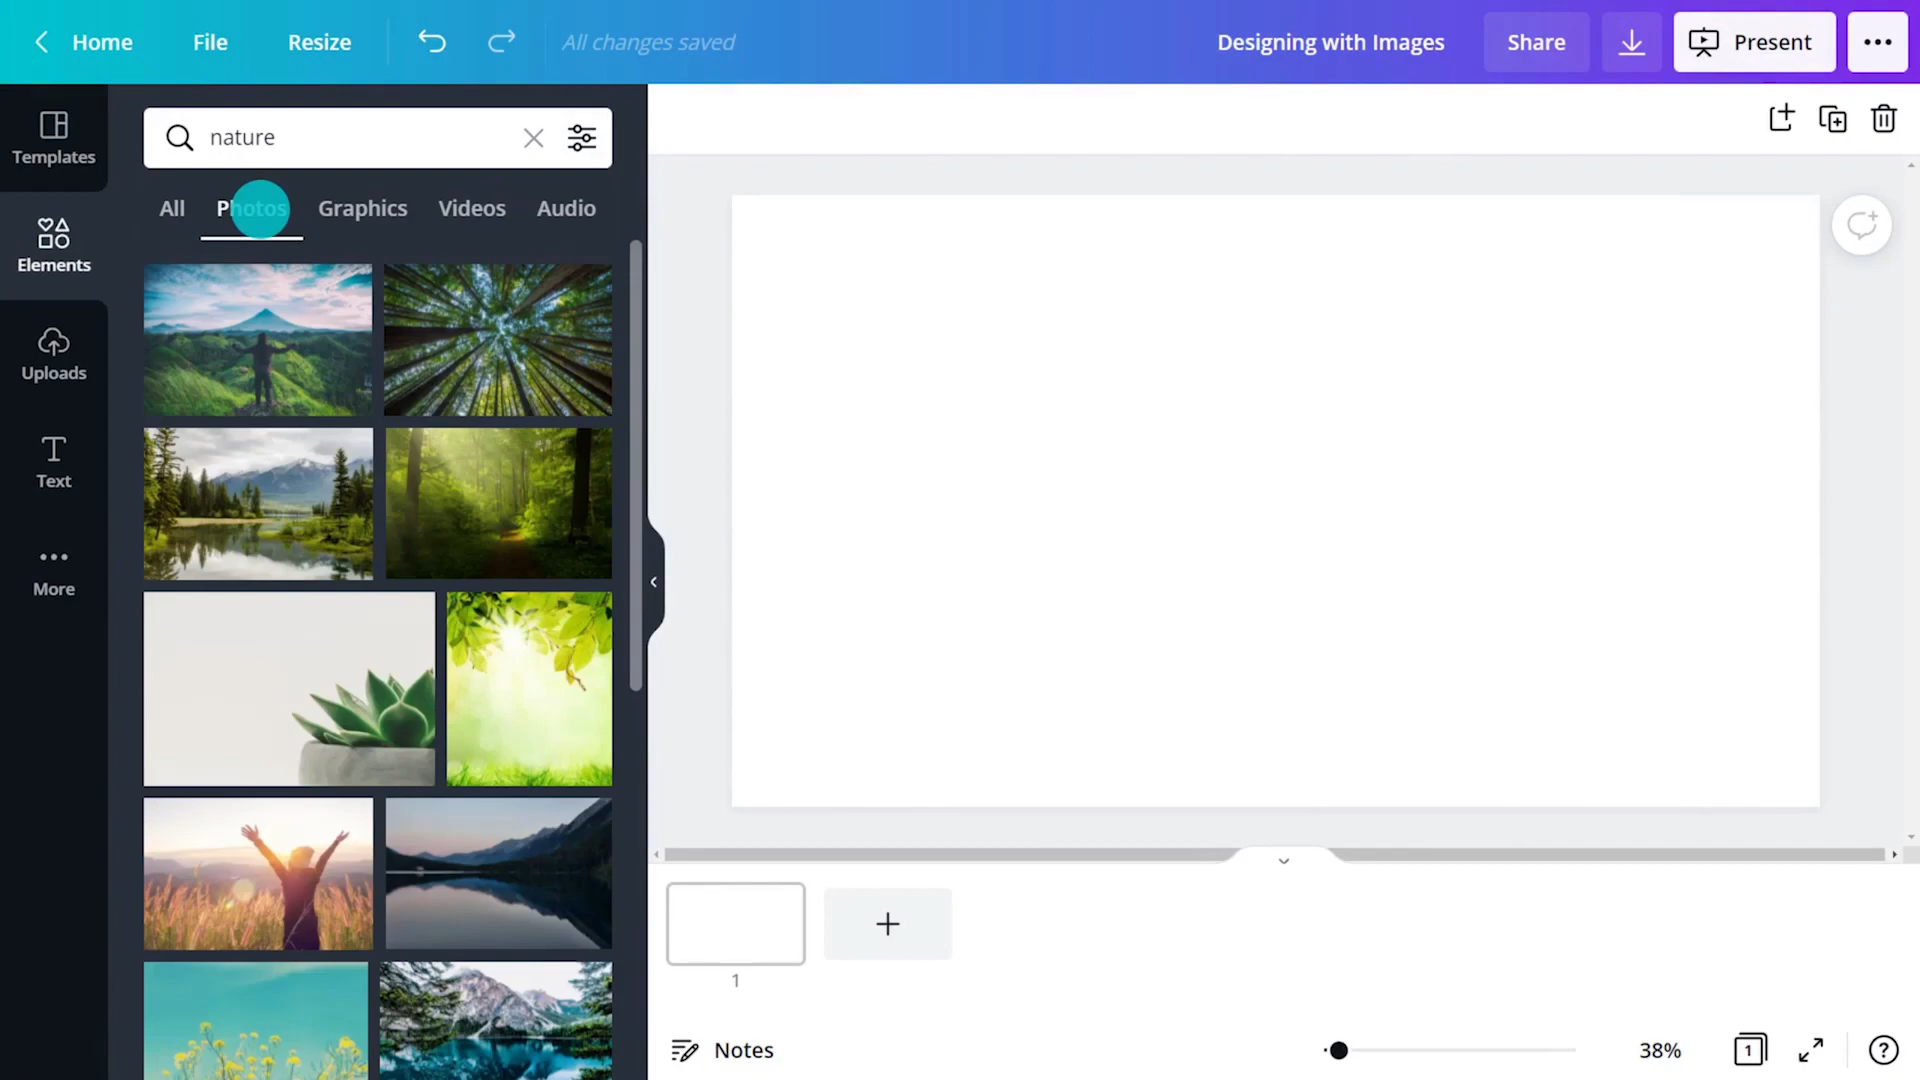 Home File Resize All changes saved Designing with Images Share Present
Templates
Elements
Uploads
Text
More
nature
All Photos Graphics Videos Audio
1
Notes 38% 1 ?